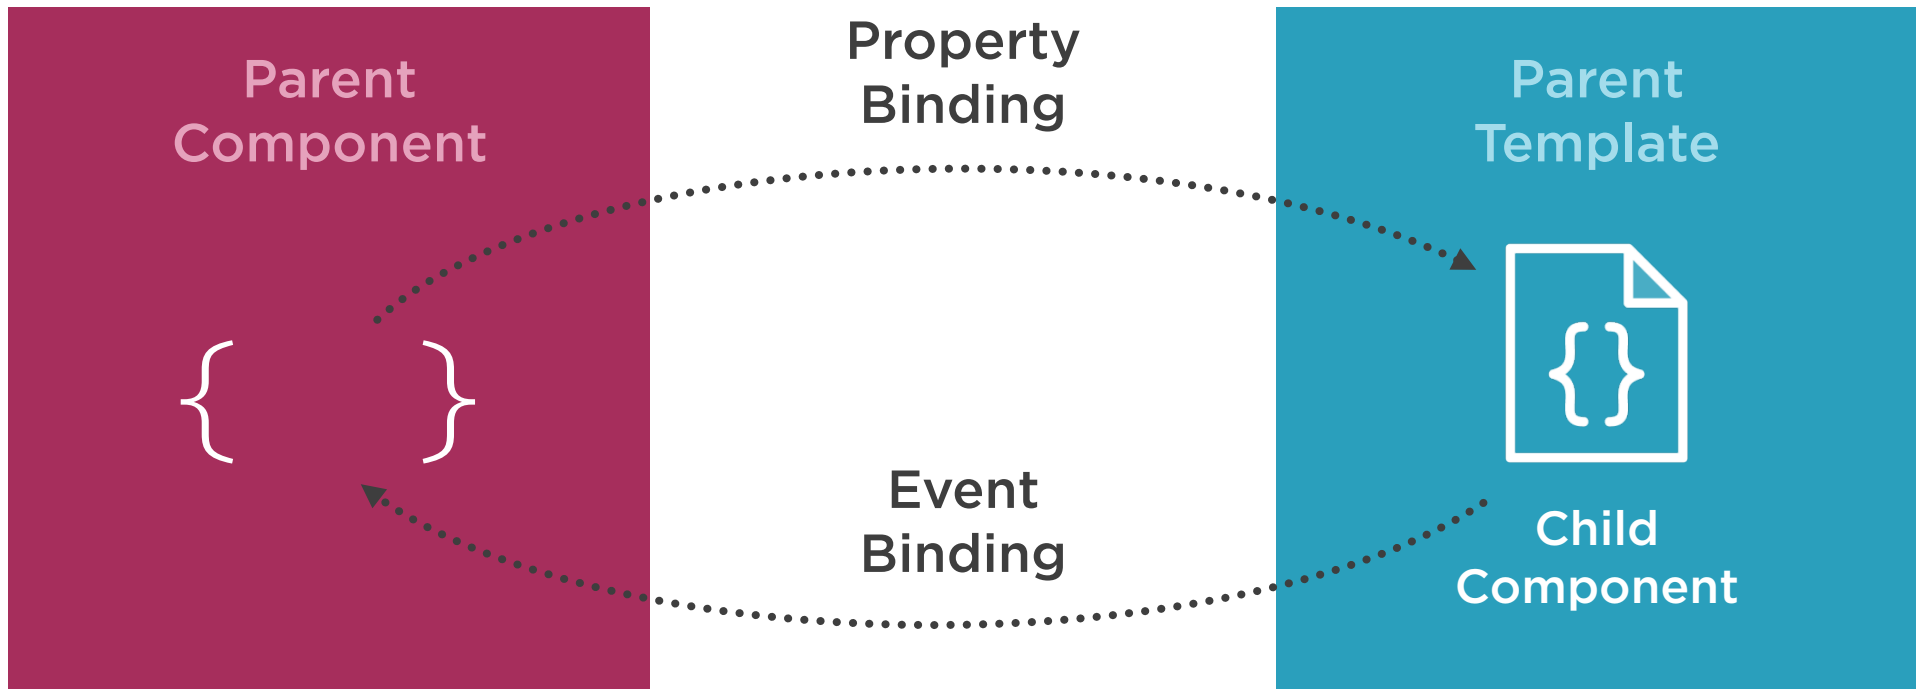 Parent
Component
Property
Binding
Parent
Template
{ }
{}
Event
Binding
Child
Component